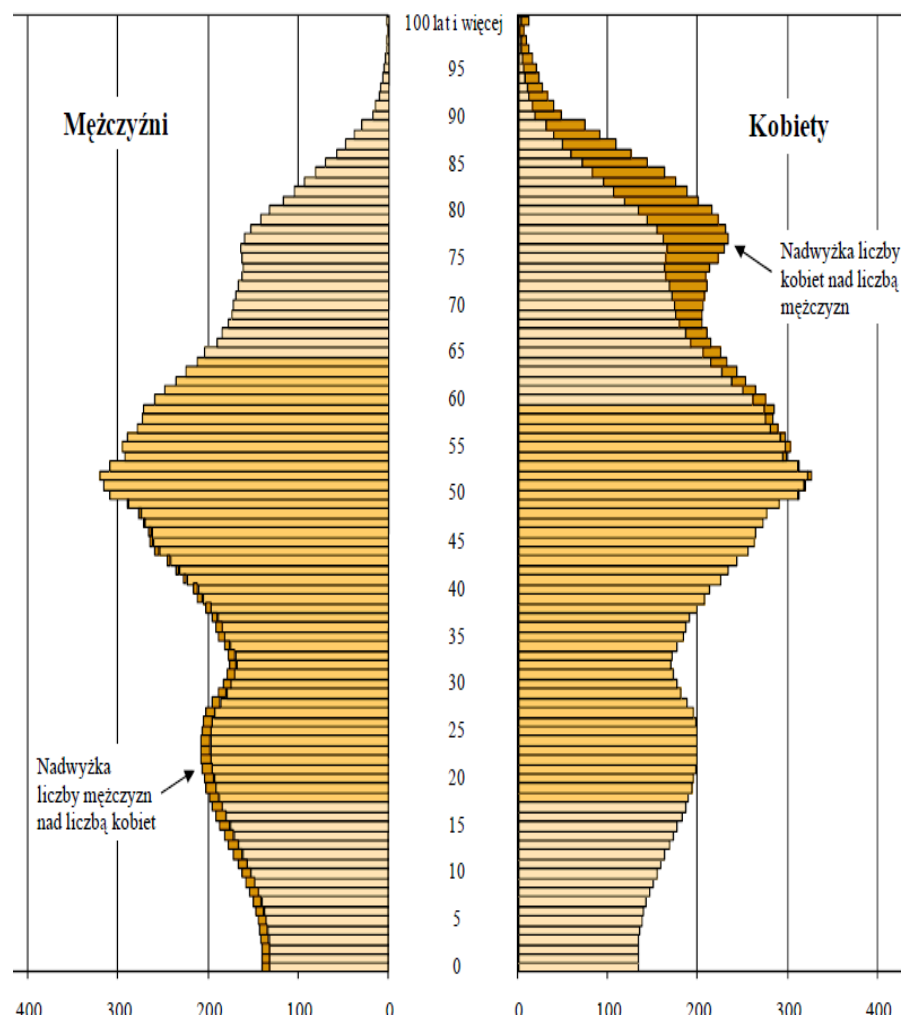 100 lat i więcej
95
Mężczyźni
90
Kobiety
85
80
Nadwyżka liczby
kobiet nad liczbą
mężczyzn
75
70
65
60
55
50
45
40
35
30
25
Nadwyżka
liczby mężczyzn
nad liczbą kobiet
20
15
10
5
0
400 300 200 100 0 0 100 200 300 400